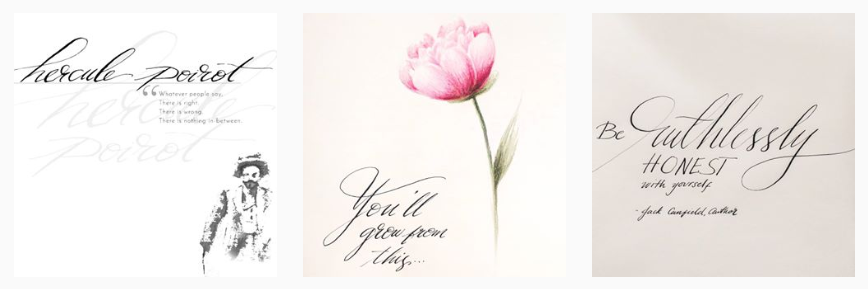 hercule poirot
Whatever people say,
There is right.
There is wrong.
There is nothing in between.
hercule
poirot
You'll
grow from
this...
Be Ruthlessly
HONEST
with yourself
- Jack Canfield, Author